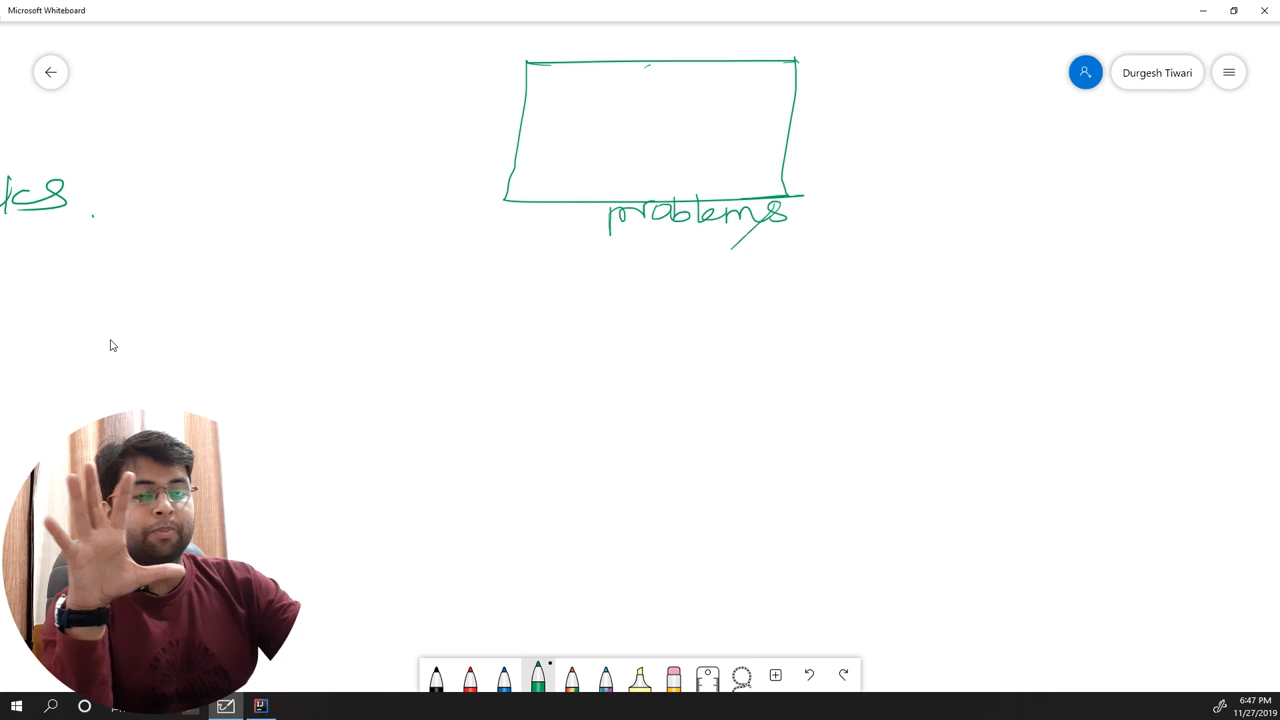 Microsoft Whiteboard
Durgesh Tiwari
problems
6:47 PM
11/27/2019